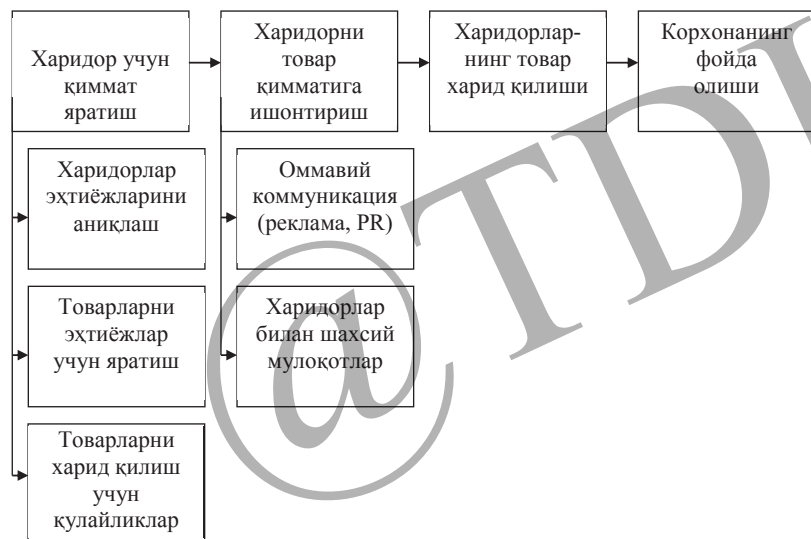 Харидор учун
қиммат
яратиш
Харидорни
товар
қимматига
ишонтириш
Харидорлар-
нинг товар
харид қилиши
Корхонанинг
фойда
олиши
Харидорлар
эҳтиёжларини
аниқлаш
Оммавий
коммуникация
(реклама, PR)
Товарларни
эҳтиёжлар
учун яратиш
Харидорлар
билан шахсий
мулоқотлар
Товарларни
харид қилиш
учун
қулайликлар